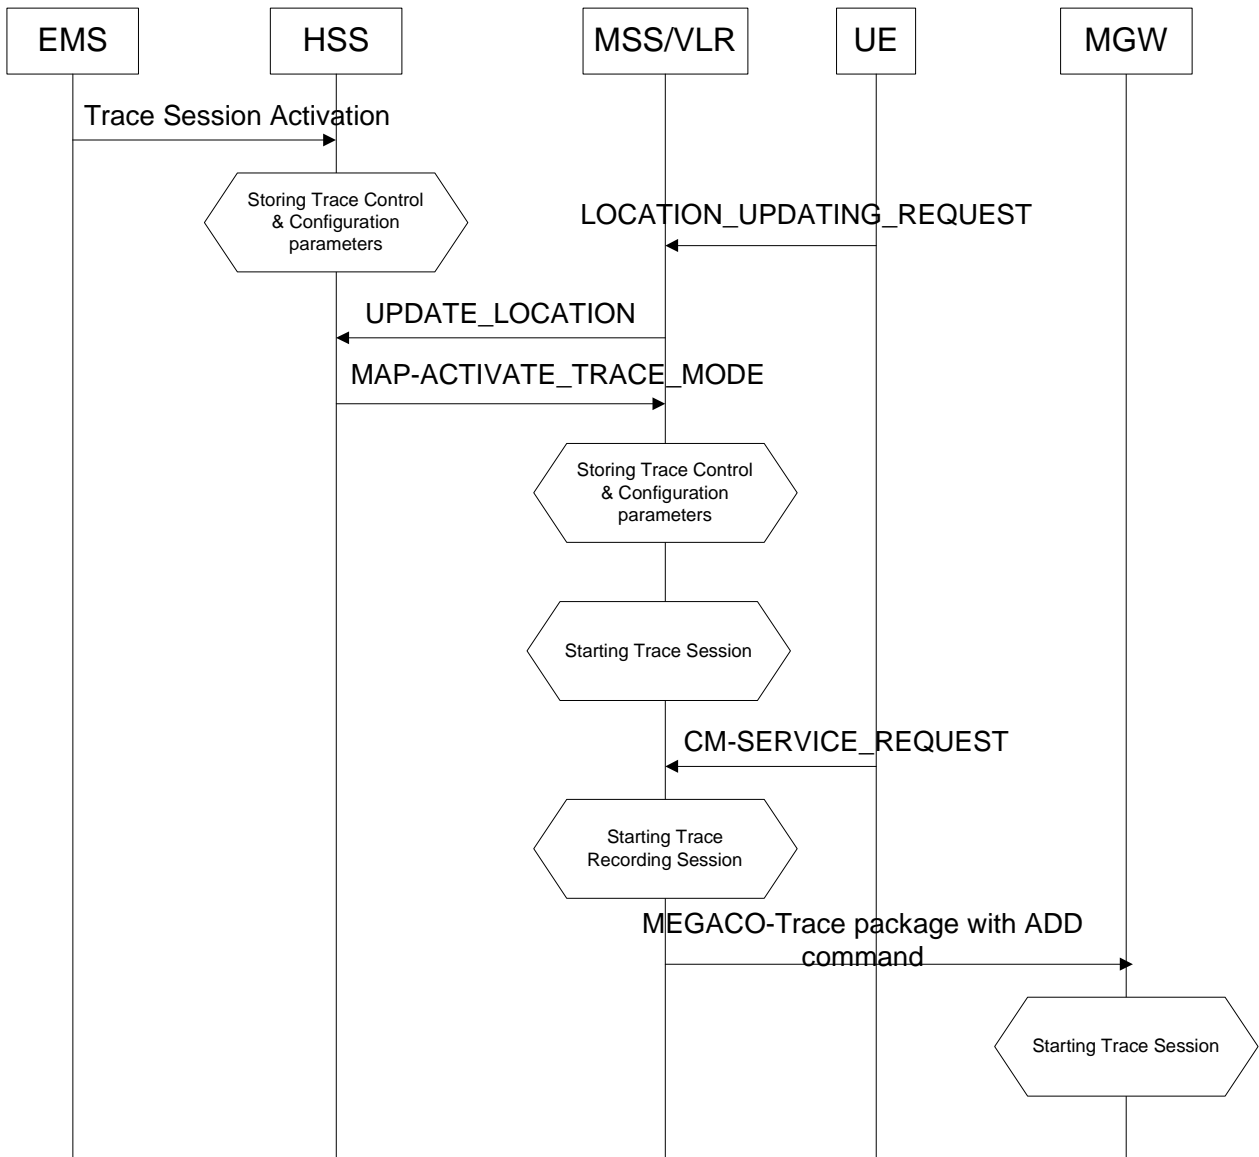 EMS
HSS
MSS/VLR
UE
MGW
Trace Session Activation
Storing Trace Control
& Configuration
parameters
LOCATION_UPDATING_REQUEST
UPDATE_LOCATION
MAP-ACTIVATE_TRACE_MODE
Storing Trace Control
& Configuration
parameters
Starting Trace Session
CM-SERVICE_REQUEST
Starting Trace
Recording Session
MEGACO-Trace package with ADD
command
Starting Trace Session